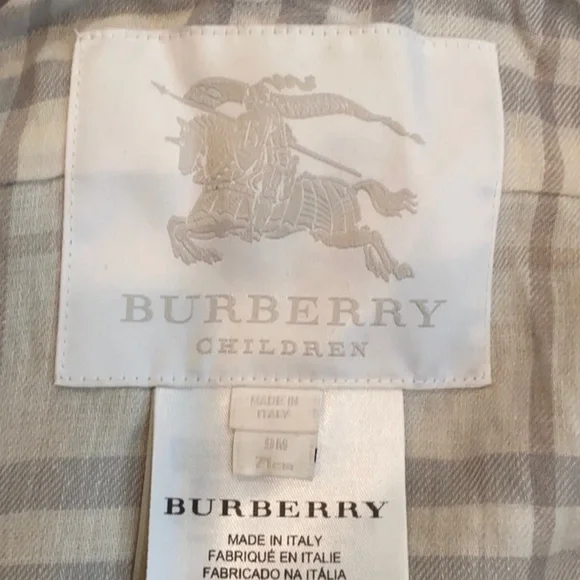 BURBERRY
CHILDREN
MADE IN
ITALY
9M
71cm
BURBERRY
MADE IN ITALY
FABRIQUÉ EN ITALIE
FABRICADO NA ITÁLIA